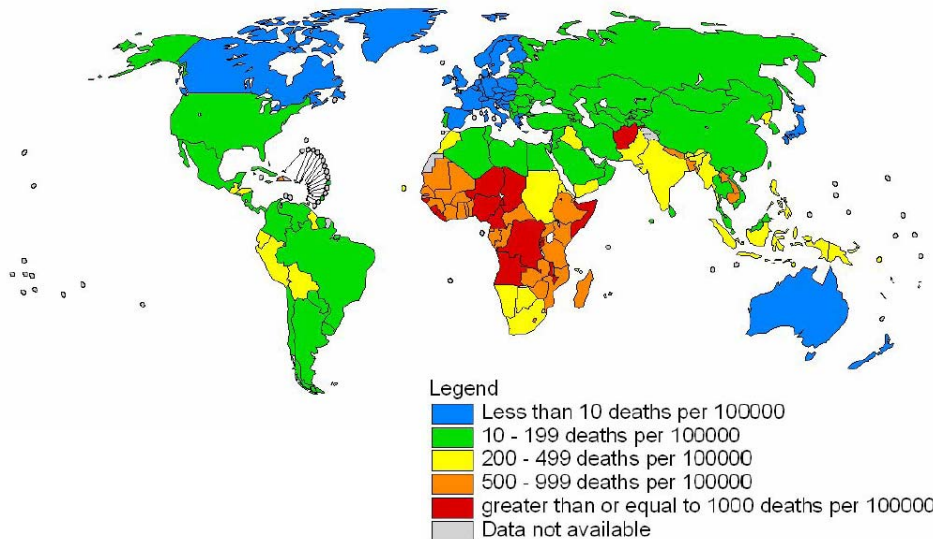 Legend
Less than 10 deaths per 100000
10 - 199 deaths per 100000
200 - 499 deaths per 100000
500 - 999 deaths per 100000
greater than or equal to 1000 deaths per 100000
Data not available